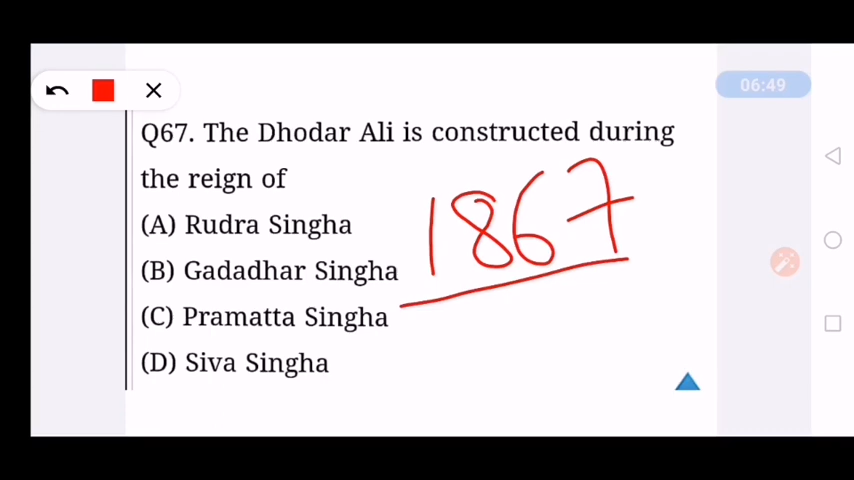 06:49
Q67. The Dhodar Ali is constructed during
the reign of
(A) Rudra Singha
1867
(B) Gadadhar Singha
(C) Pramatta Singha
(D) Siva Singha